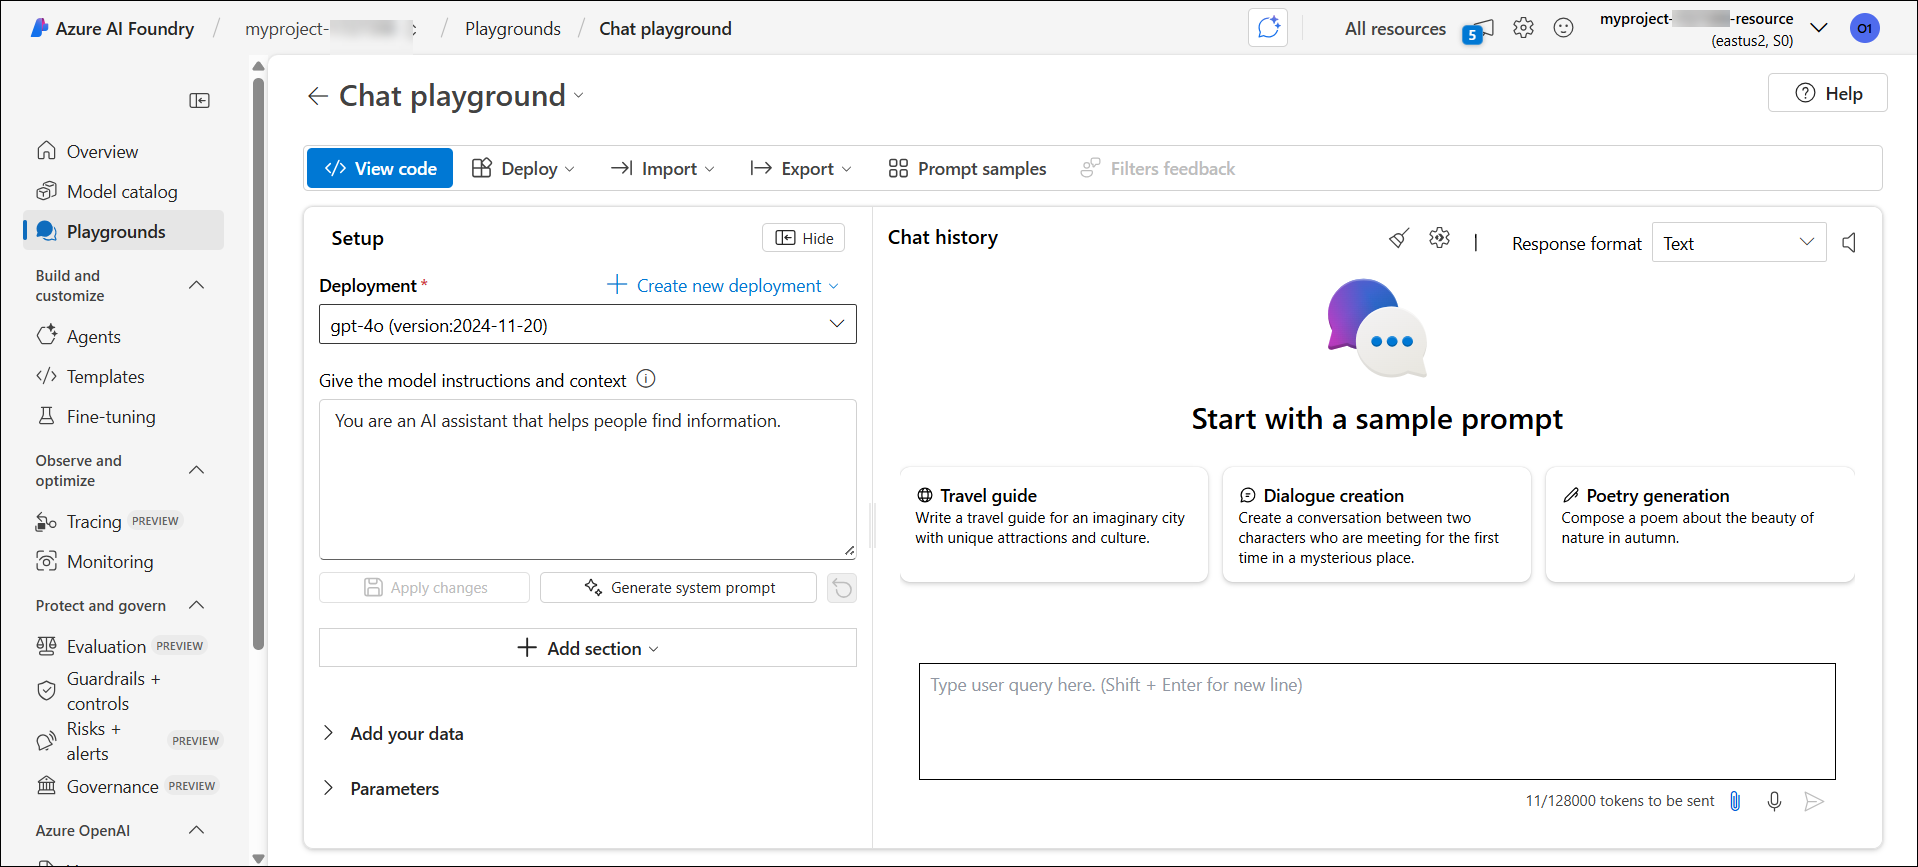 Azure AI Foundry / myproject- / Playgrounds / Chat playground
All resources
5
myproject- -resource
(eastus2, S0)
O1
Overview
Model catalog
Playgrounds
Build and
customize
Agents
Templates
Fine-tuning
Observe and
optimize
Tracing PREVIEW
Monitoring
Protect and govern
Evaluation PREVIEW
Guardrails +
controls
Risks +
alerts PREVIEW
Governance PREVIEW
Azure OpenAI
Chat playground
Help
View code
Deploy
Import
Export
Prompt samples
Filters feedback
Setup
Hide
Deployment *
Create new deployment
gpt-4o (version:2024-11-20)
Give the model instructions and context
You are an AI assistant that helps people find information.
Apply changes
Generate system prompt
Add section
Add your data
Parameters
Chat history
Response format
Text
Start with a sample prompt
Travel guide
Write a travel guide for an imaginary city
with unique attractions and culture.
Dialogue creation
Create a conversation between two
characters who are meeting for the first
time in a mysterious place.
Poetry generation
Compose a poem about the beauty of
nature in autumn.
Type user query here. (Shift + Enter for new line)
11/128000 tokens to be sent